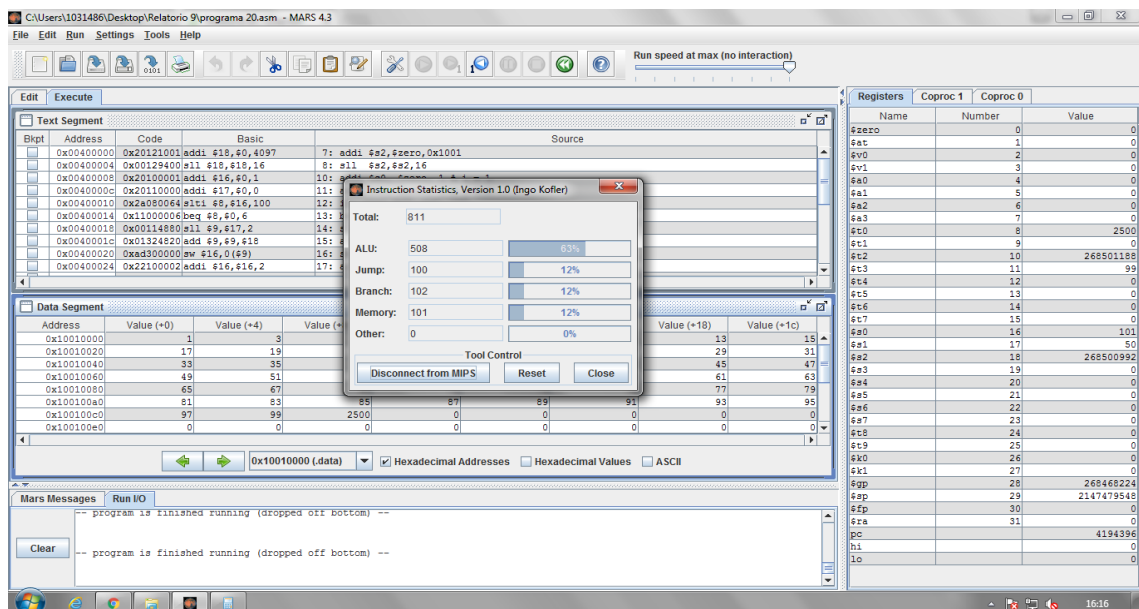 C:\Users\1031486\Desktop\Relatorio 9\programa 20.asm - MARS 4.3
File Edit Run Settings Tools Help
Run speed at max (no interaction)
Edit Execute
Text Segment
Bkpt Address Code Basic Source
0x00400000 0x20121001 addi $18,$0,4097 7: addi $s2,$zero,0x1001
0x00400004 0x00129400 sll $18,$18,16 8: sll $s2,$s2,16
0x00400008 0x20100001 addi $16,$0,1 10:
0x0040000c 0x20110000 addi $17,$0,0 11:
0x00400010 0x2a080064 slti $8,$16,100 12:
0x00400014 0x11000006 beq $8,$0,6 13:
0x00400018 0x00114880 sll $9,$17,2 14:
0x0040001c 0x01324820 add $9,$9,$18 15:
0x00400020 0xad300000 sw $16,0($9) 16:
0x00400024 0x22100002 addi $16,$16,2 17:
Instruction Statistics, Version 1.0 (Ingo Kofler)
Total: 811
ALU: 508 63%
Jump: 100 12%
Branch: 102 12%
Memory: 101 12%
Other: 0 0%
Tool Control
Disconnect from MIPS Reset Close
Data Segment
Address Value (+0) Value (+4) Value (+ Value (+18) Value (+1c)
0x10010000 1 3 13 15
0x10010020 17 19 29 31
0x10010040 33 35 45 47
0x10010060 49 51 61 63
0x10010080 65 67 77 79
0x100100a0 81 83 85 87 89 91 93 95
0x100100c0 97 99 2500 0 0 0 0 0
0x100100e0 0 0 0 0 0 0 0 0
0x10010000 (.data) Hexadecimal Addresses Hexadecimal Values ASCII
Mars Messages Run I/O
-- program is finished running (dropped off bottom) --
Clear
-- program is finished running (dropped off bottom) --
Registers Coproc 1 Coproc 0
Name Number Value
$zero 0 0
$at 1 0
$v0 2 0
$v1 3 0
$a0 4 0
$a1 5 0
$a2 6 0
$a3 7 0
$t0 8 2500
$t1 9 0
$t2 10 268501188
$t3 11 99
$t4 12 0
$t5 13 0
$t6 14 0
$t7 15 0
$s0 16 101
$s1 17 50
$s2 18 268500992
$s3 19 0
$s4 20 0
$s5 21 0
$s6 22 0
$s7 23 0
$t8 24 0
$t9 25 0
$k0 26 0
$k1 27 0
$gp 28 268468224
$sp 29 2147479548
$fp 30 0
$ra 31 0
pc 4194396
hi 0
lo 0
16:16